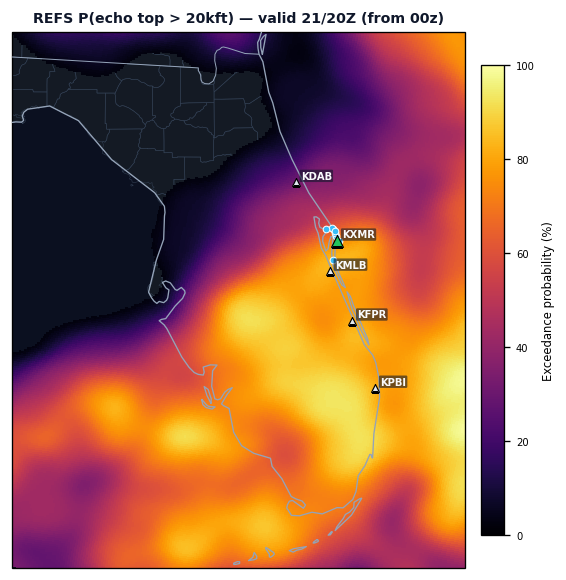 REFS P(echo top > 20kft) — valid 21/20Z (from 00z)
KDAB
KXMR
KMLB
KFPR
KPBI
100
80
60
40
20
0
Exceedance probability (%)